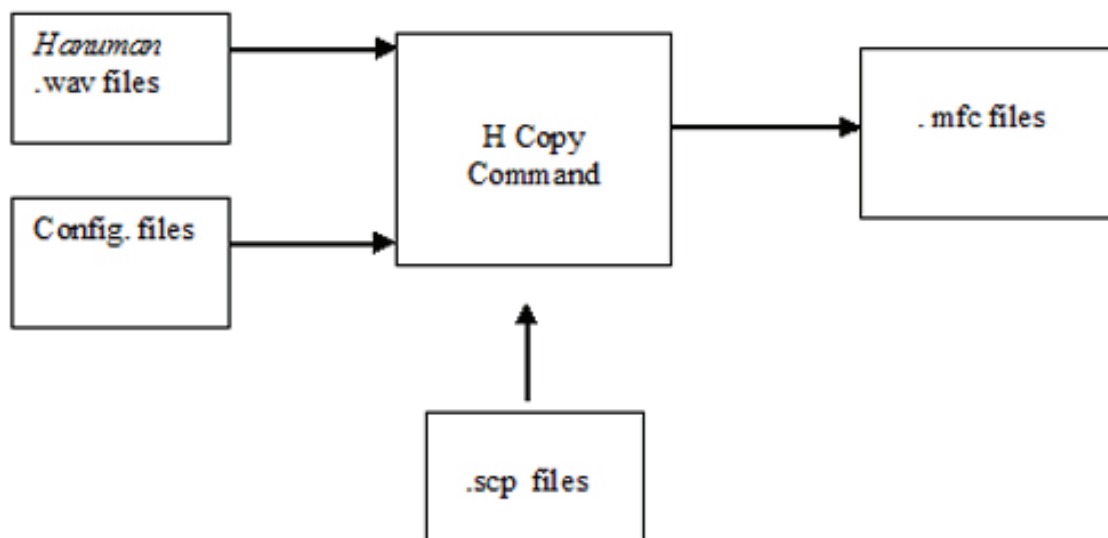 Hanuman
.wav files
Config. files
H Copy
Command
. mfc files
.scp files